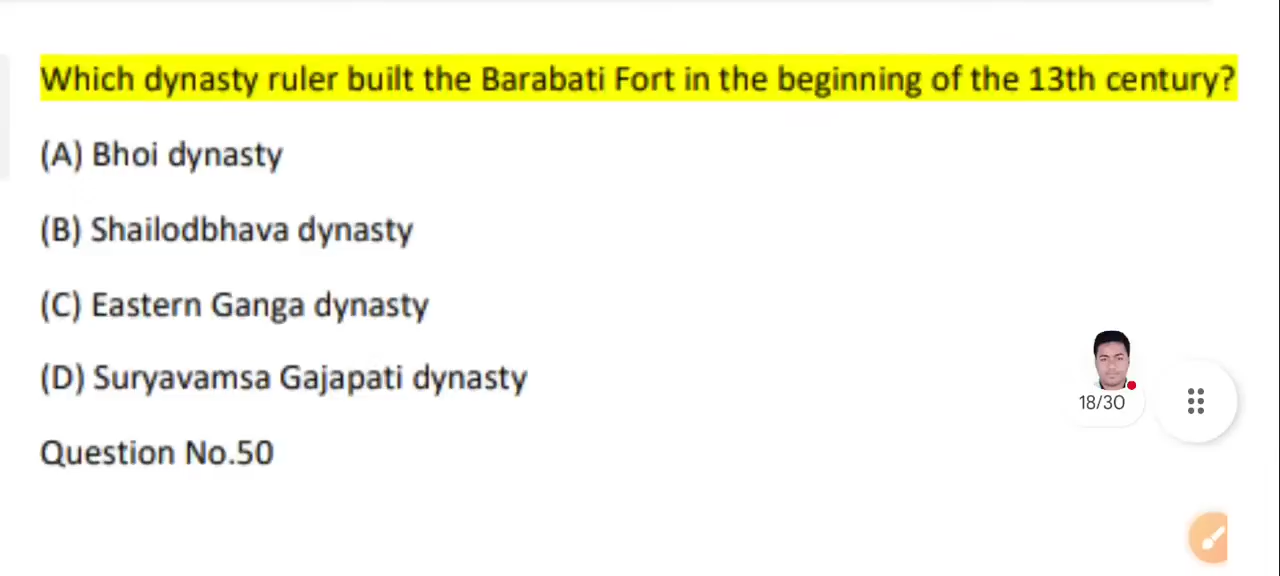 Which dynasty ruler built the Barabati Fort in the beginning of the 13th century?
(A) Bhoi dynasty
(B) Shailodbhava dynasty
(C) Eastern Ganga dynasty
(D) Suryavamsa Gajapati dynasty
18/30
Question No.50